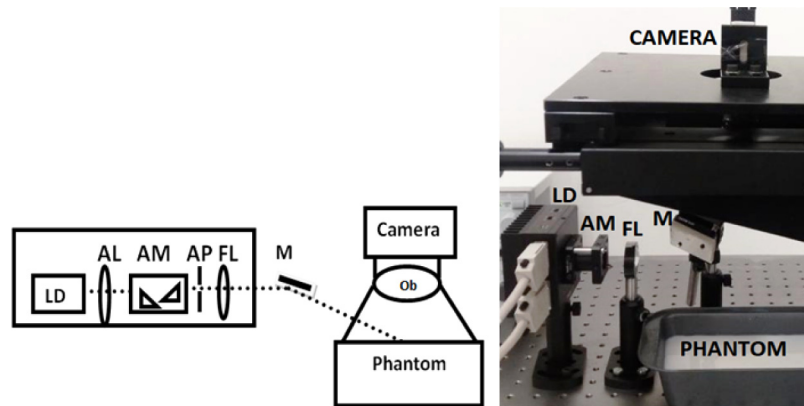 AL AM AP FL M
LD
Camera
Ob
Phantom
CAMERA
LD
AM FL M
PHANTOM